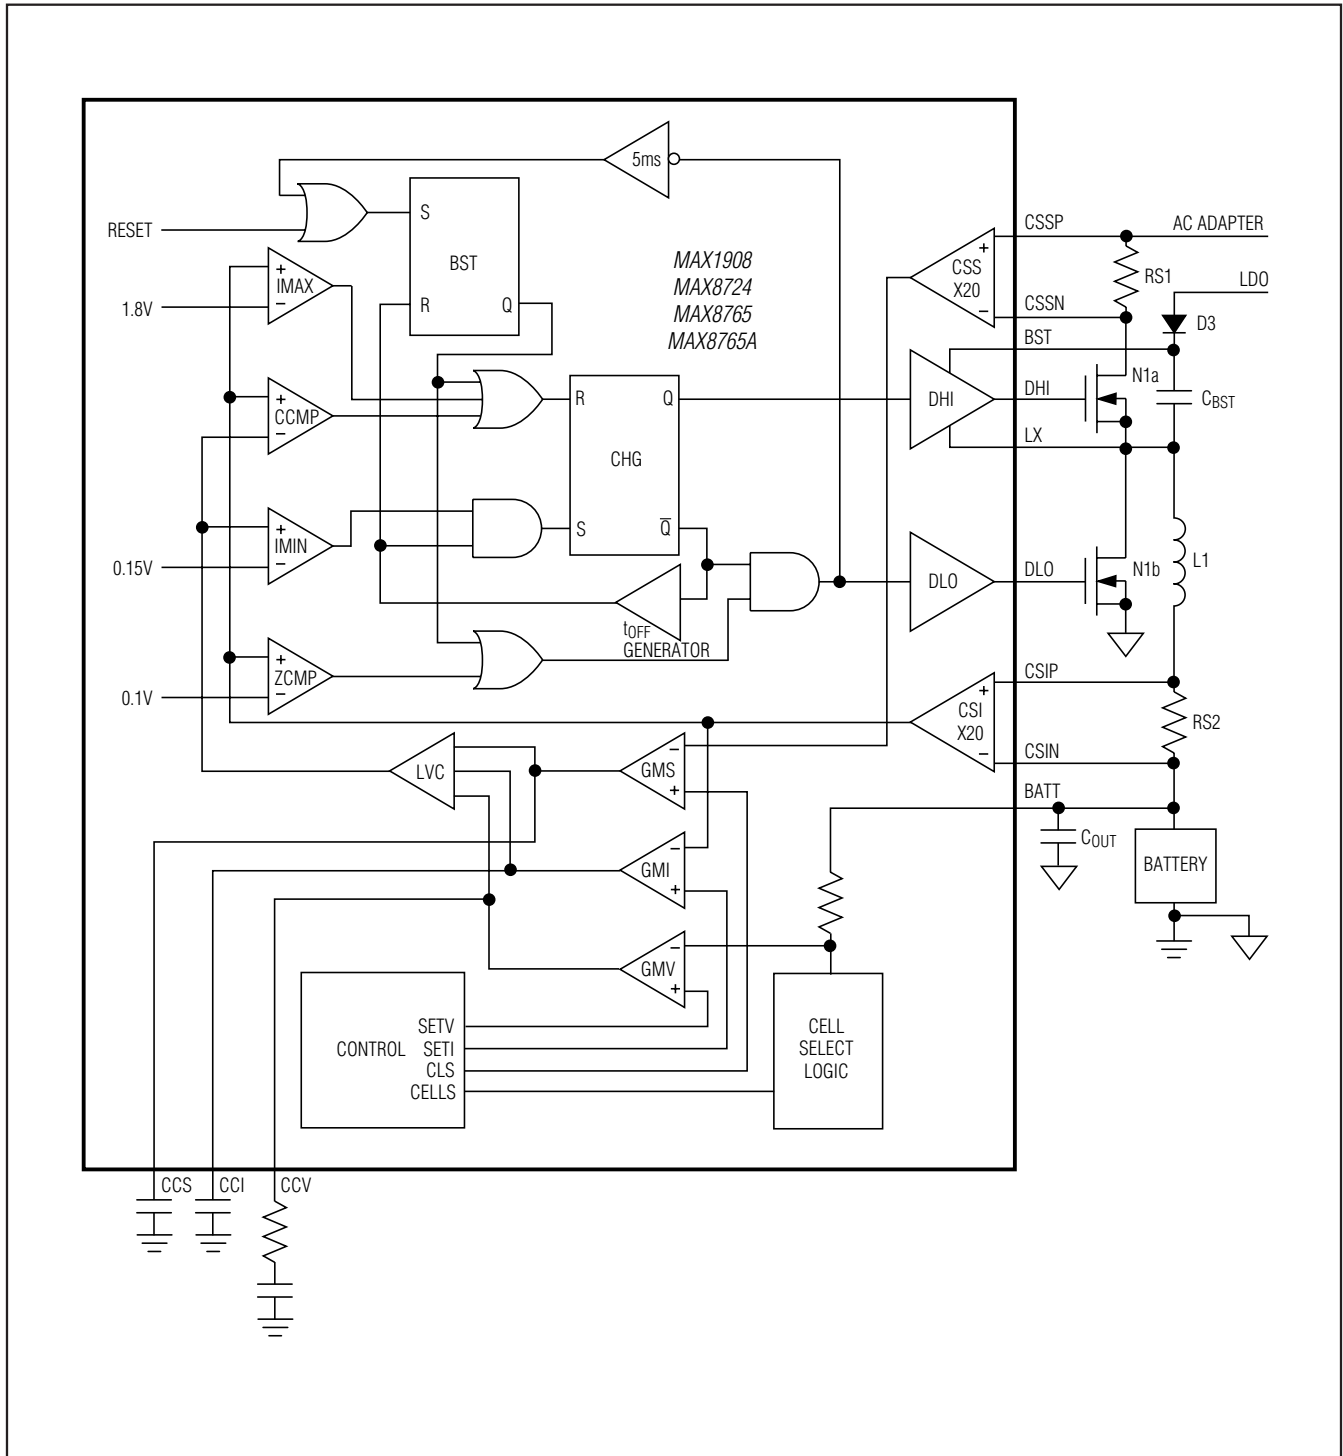 5ms
RESET
S
BST
R
Q
+
IMAX
−
1.8V
MAX1908
MAX8724
MAX8765
MAX8765A
+
CSS
X20
−
CSSP
AC ADAPTER
RS1
LDO
CSSN
D3
BST
+
CCMP
−
R
Q
CHG
S
Q̅
DHI
DHI
N1a
CBST
LX
+
IMIN
−
0.15V
tOFF
GENERATOR
DLO
DLO
N1b
L1
+
ZCMP
−
0.1V
+
CSI
X20
−
CSIP
RS2
CSIN
LVC
−
GMS
+
BATT
COUT
BATTERY
−
GMI
+
−
GMV
+
CONTROL
SETV
SETI
CLS
CELLS
CELL
SELECT
LOGIC
CCS
CCI
CCV